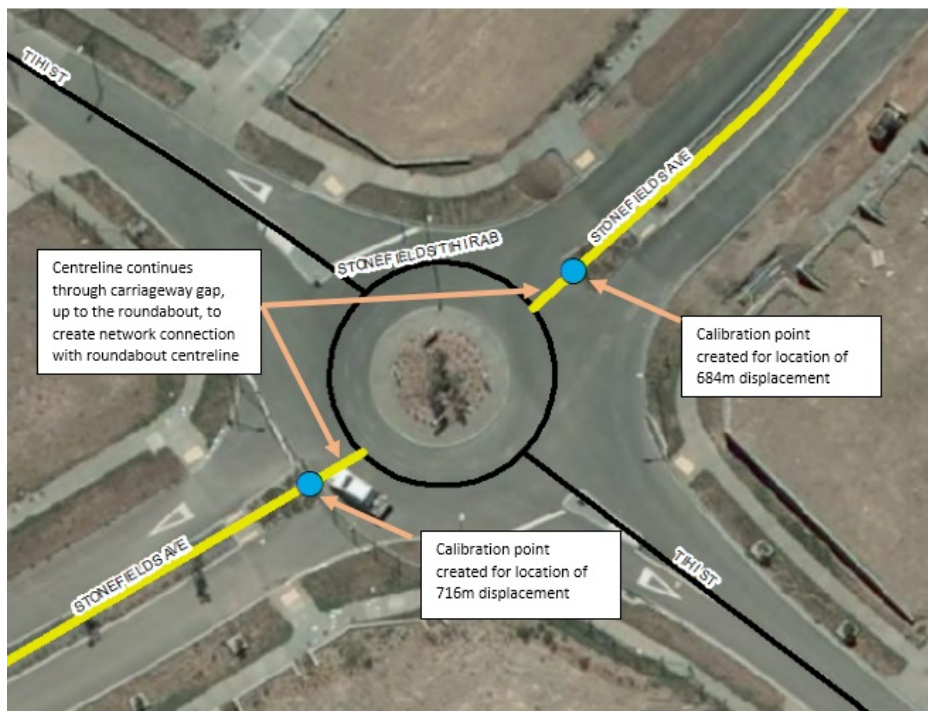 TIHI ST
STONEFIELDS AVE
STONEFIELDS/TIHI RAB
Centreline continues
through carriageway gap,
up to the roundabout, to
create network connection
with roundabout centreline
Calibration point
created for location of
684m displacement
Calibration point
created for location of
716m displacement
STONEFIELDS AVE
TIHI ST